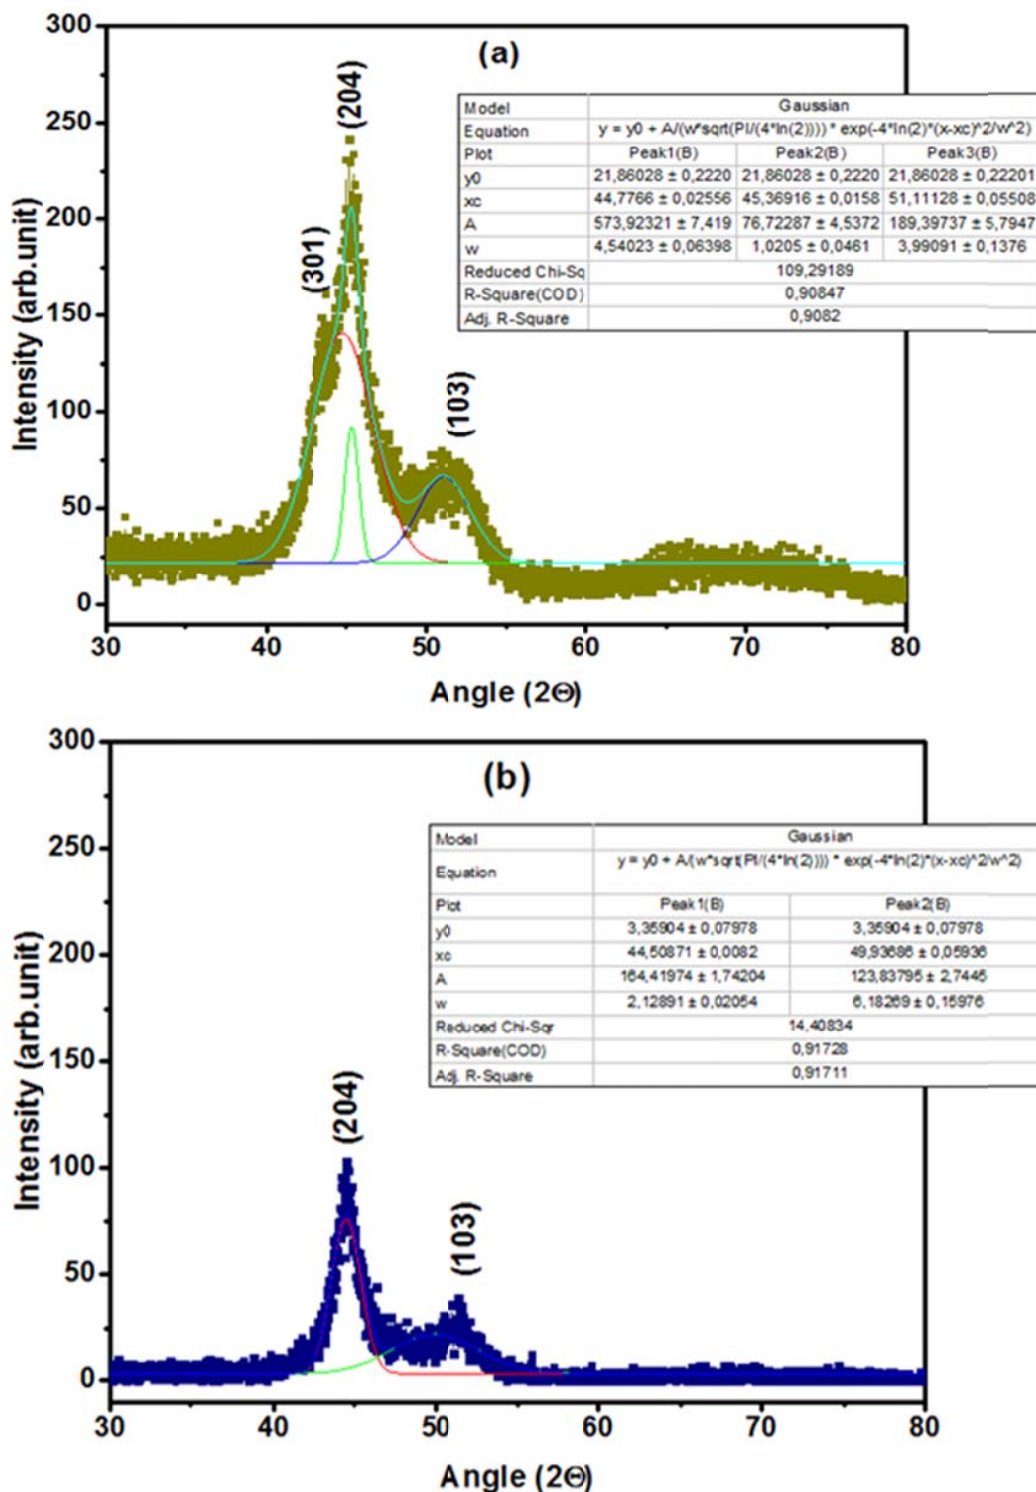 300
(a)
250
(204)
Model Gaussian
Equation y = y0 + A/(w*sqrt(PI/(4*ln(2)))) * exp(-4*ln(2)*(x-xc)^2/w^2)
Plot Peak1(B) Peak2(B) Peak3(B)
y0 21,86028 ± 0,2220 21,86028 ± 0,2220 21,86028 ± 0,22201
xc 44,7766 ± 0,02556 45,36916 ± 0,0158 51,11128 ± 0,05508
A 573,92321 ± 7,419 76,72287 ± 4,5372 189,39737 ± 5,7947
w 4,54023 ± 0,06398 1,0205 ± 0,0461 3,99091 ± 0,1376
Reduced Chi-Sq 109,29189
R-Square(COD) 0,90847
Adj. R-Square 0,9082
200
(301)
150
(103)
100
50
0
Intensity (arb.unit)
30 40 50 60 70 80
Angle (2Θ)
300
(b)
250
Model Gaussian
Equation y = y0 + A/(w*sqrt(PI/(4*ln(2)))) * exp(-4*ln(2)*(x-xc)^2/w^2)
Plot Peak1(B) Peak2(B)
y0 3,35904 ± 0,07978 3,35904 ± 0,07978
xc 44,50871 ± 0,0082 49,93686 ± 0,05936
A 164,41974 ± 1,74204 123,83795 ± 2,7445
w 2,12891 ± 0,02054 6,18269 ± 0,15976
Reduced Chi-Sqr 14,40834
R-Square(COD) 0,91728
Adj. R-Square 0,91711
200
150
(204)
100
(103)
50
0
Intensity (arb.unit)
30 40 50 60 70 80
Angle (2Θ)